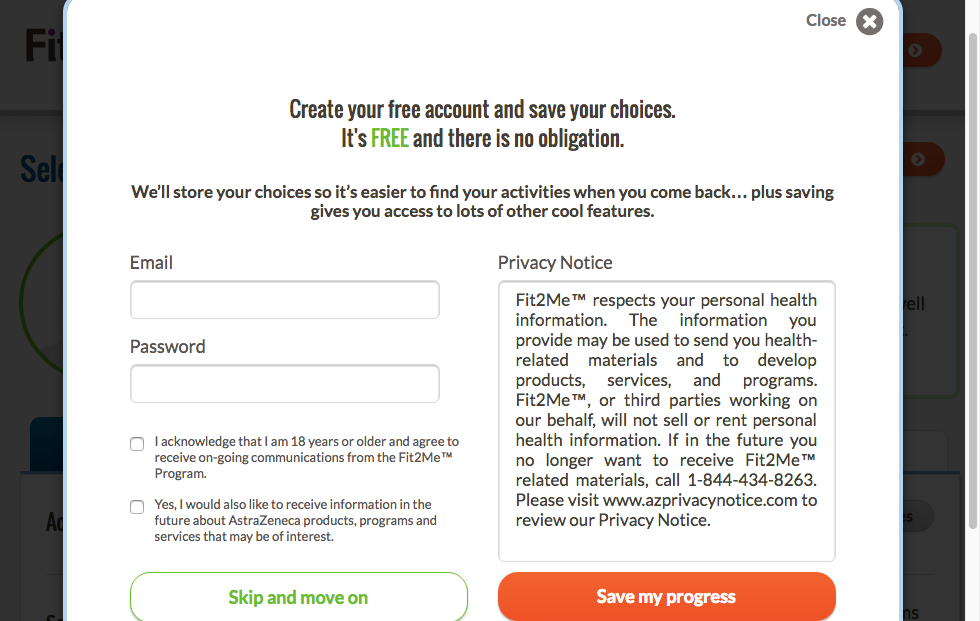 Close
Create your free account and save your choices.
It's FREE and there is no obligation.
We'll store your choices so it's easier to find your activities when you come back... plus saving
gives you access to lots of other cool features.
Email
Password
I acknowledge that I am 18 years or older and agree to
receive on-going communications from the Fit2Me™
Program.
Yes, I would also like to receive information in the
future about AstraZeneca products, programs and
services that may be of interest.
Skip and move on
Privacy Notice
Fit2Me™ respects your personal health
information. The information you
provide may be used to send you health-
related materials and to develop
products, services, and programs.
Fit2Me™, or third parties working on
our behalf, will not sell or rent personal
health information. If in the future you
no longer want to receive Fit2Me™
related materials, call 1-844-434-8263.
Please visit www.azprivacynotice.com to
review our Privacy Notice.
Save my progress